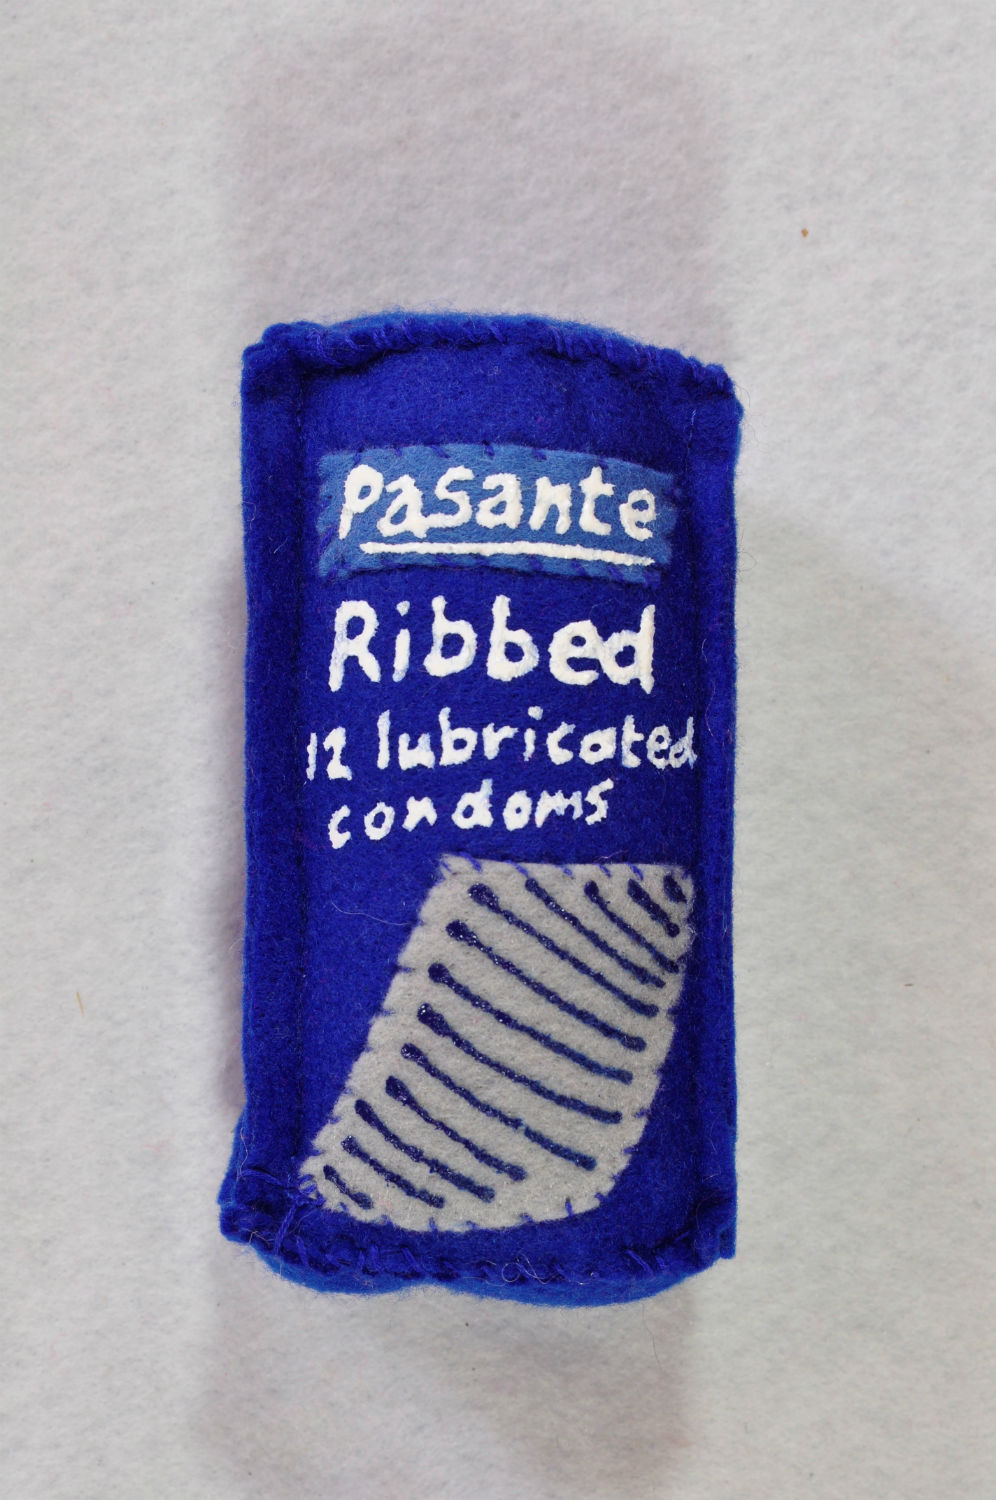 Pasante
Ribbed
12 lubricated
condoms